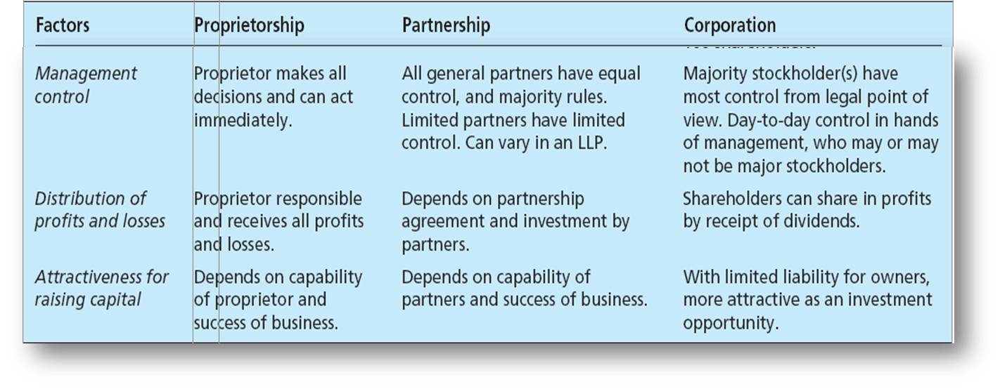 Factors Proprietorship Partnership Corporation
Management control
Proprietor makes all
decisions and can act
immediately.
All general partners have equal
control, and majority rules.
Limited partners have limited
control. Can vary in an LLP.
Majority stockholder(s) have
most control from legal point of
view. Day-to-day control in hands
of management, who may or may
not be major stockholders.
Distribution of
profits and losses
Proprietor responsible
and receives all profits
and losses.
Depends on partnership
agreement and investment by
partners.
Shareholders can share in profits
by receipt of dividends.
Attractiveness for
raising capital
Depends on capability
of proprietor and
success of business.
Depends on capability of
partners and success of business.
With limited liability for owners,
more attractive as an investment
opportunity.